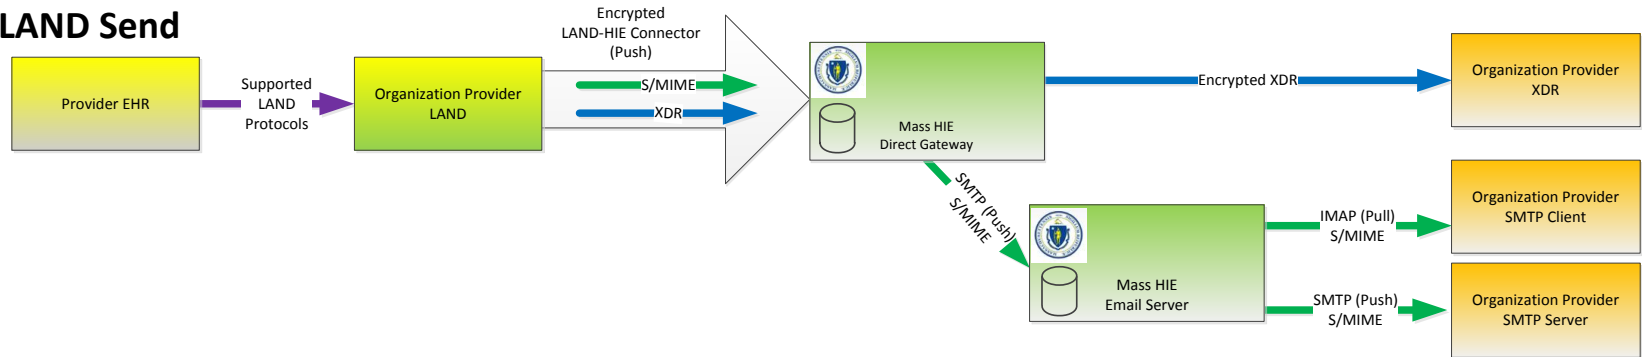 LAND Send
Encrypted
LAND-HIE Connector
(Push)
Provider EHR
Supported
LAND
Protocols
Organization Provider
LAND
S/MIME
XDR
Mass HIE
Direct Gateway
Encrypted XDR
Organization Provider
XDR
SMTP (Push)
S/MIME
Mass HIE
Email Server
IMAP (Pull)
S/MIME
Organization Provider
SMTP Client
SMTP (Push)
S/MIME
Organization Provider
SMTP Server